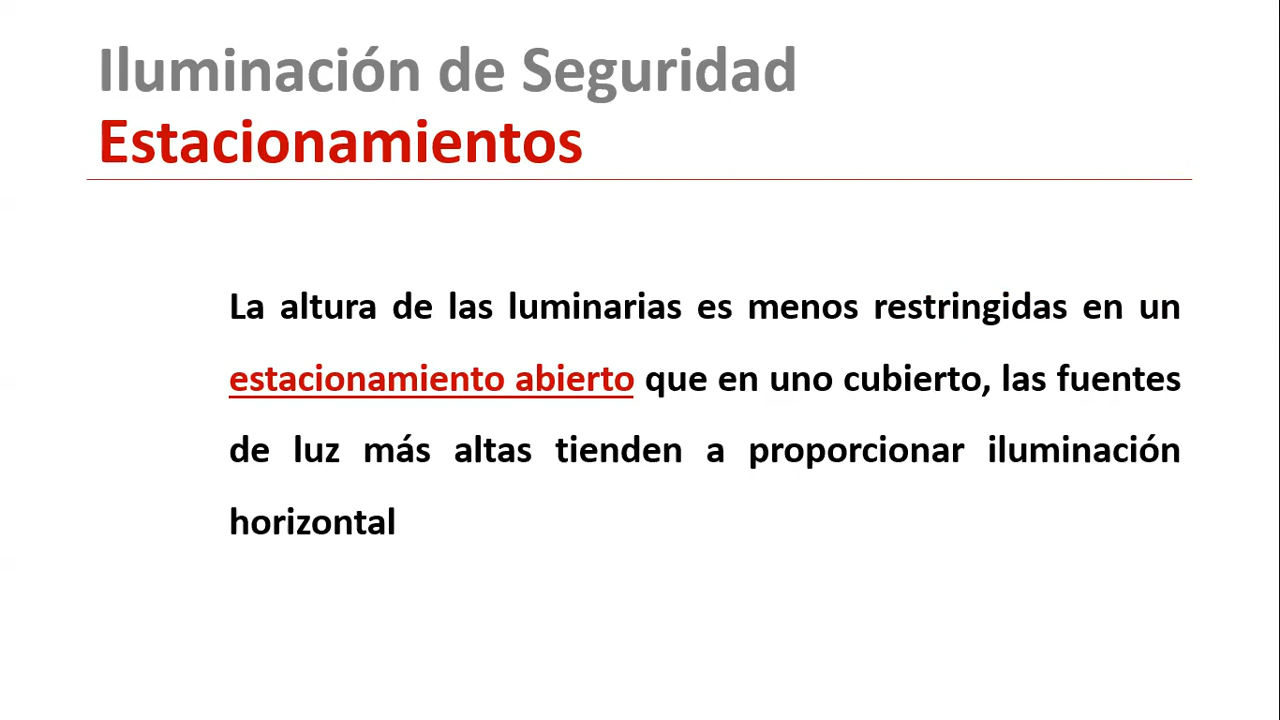 Iluminación de Seguridad
Estacionamientos
La altura de las luminarias es menos restringidas en un
estacionamiento abierto que en uno cubierto, las fuentes
de luz más altas tienden a proporcionar iluminación
horizontal